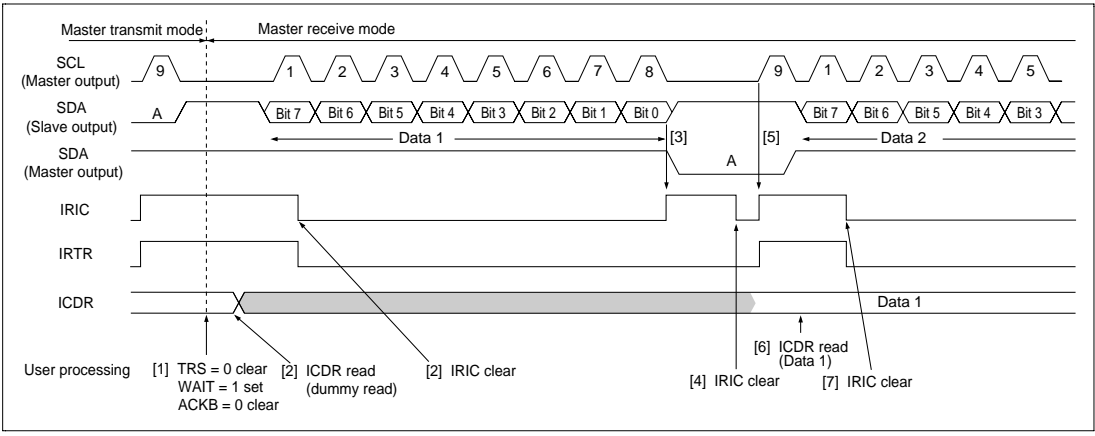 Master transmit mode Master receive mode
SCL
(Master output)
9 1 2 3 4 5 6 7 8 9 1 2 3 4 5
SDA
(Slave output)
A Bit 7 Bit 6 Bit 5 Bit 4 Bit 3 Bit 2 Bit 1 Bit 0 Bit 7 Bit 6 Bit 5 Bit 4 Bit 3
Data 1 [3] [5] Data 2
SDA
(Master output)
A
IRIC
IRTR
ICDR
Data 1
User processing
[1] TRS = 0 clear
WAIT = 1 set
ACKB = 0 clear
[2] ICDR read
(dummy read)
[2] IRIC clear
[4] IRIC clear
[6] ICDR read
(Data 1)
[7] IRIC clear